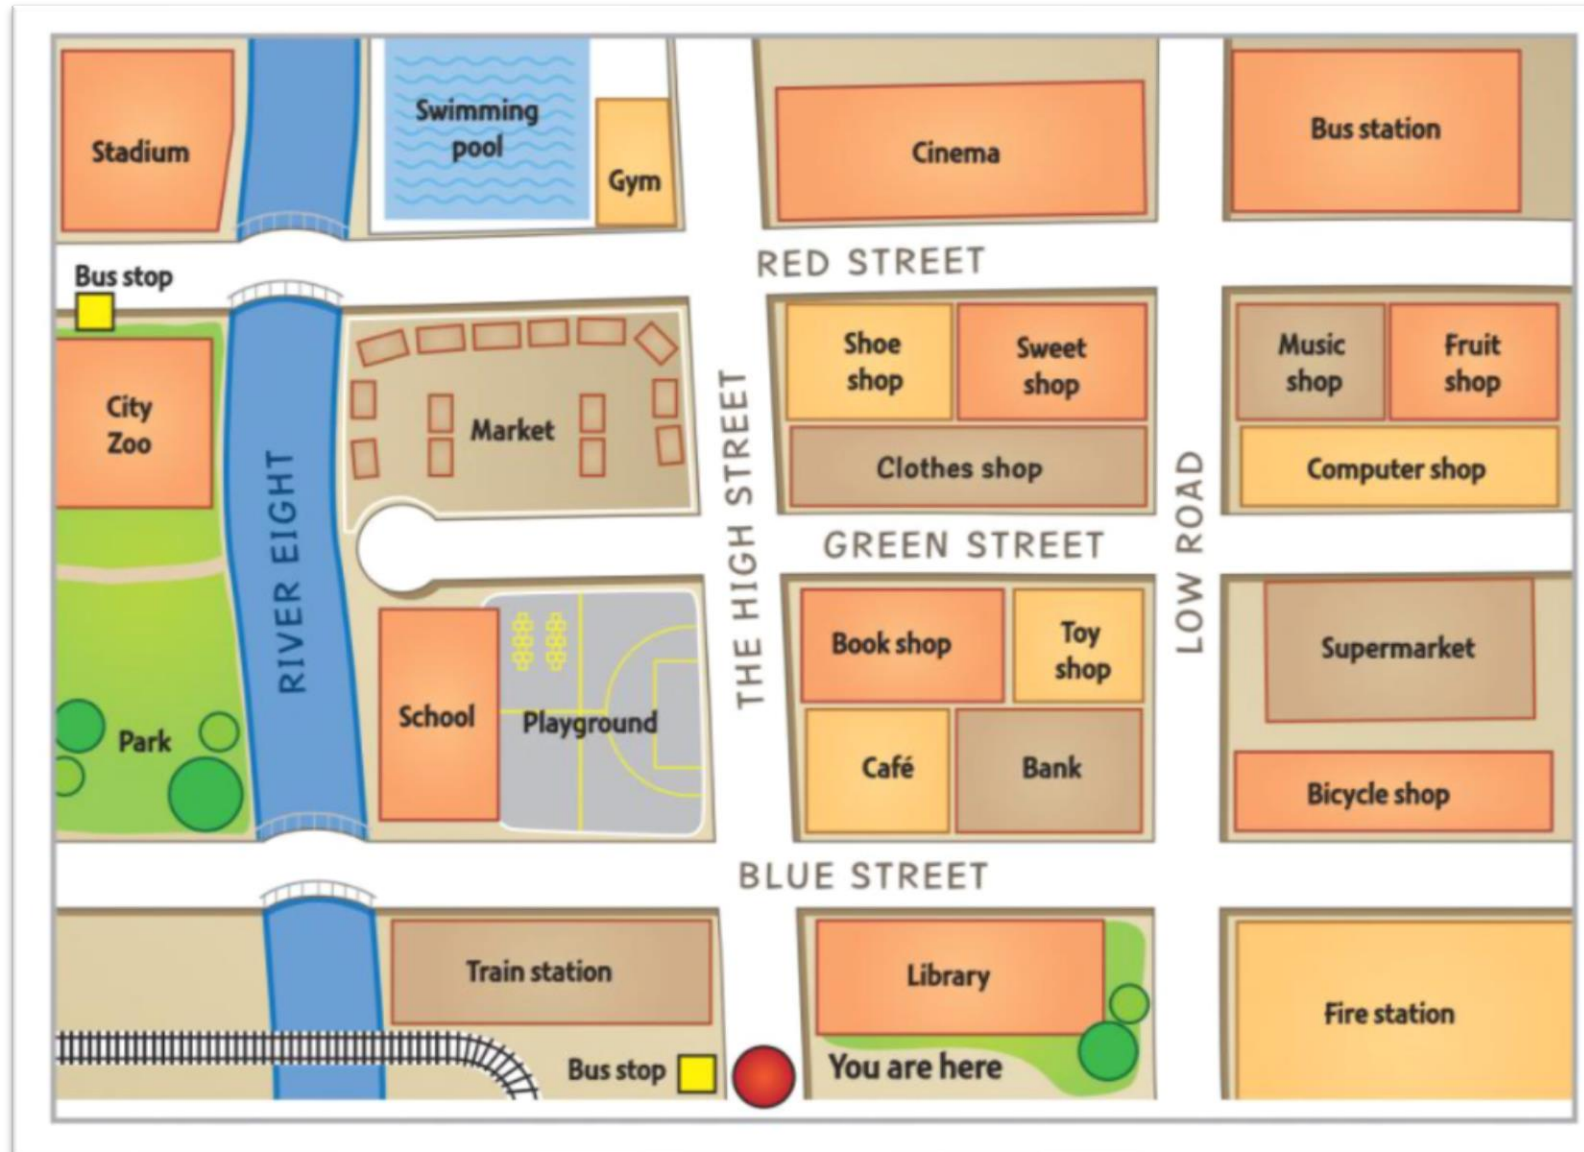 Stadium
Swimming
pool
Gym
Cinema
Bus station
RED STREET
Bus stop
City
Zoo
RIVER EIGHT
Market
THE HIGH STREET
Shoe
shop
Sweet
shop
Clothes shop
LOW ROAD
Music
shop
Fruit
shop
Computer shop
GREEN STREET
Park
School
Playground
Book shop
Toy
shop
Café
Bank
Supermarket
Bicycle shop
BLUE STREET
Train station
Library
Fire station
Bus stop
You are here